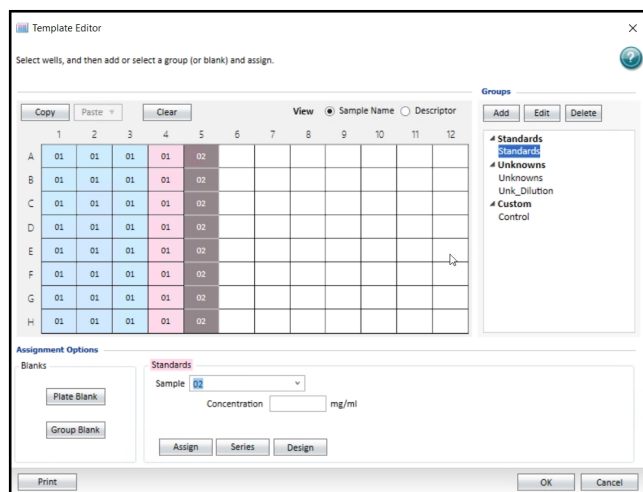 Template Editor
Select wells, and then add or select a group (or blank) and assign.
Groups
Copy Paste Clear View Sample Name Descriptor
Add Edit Delete
1 2 3 4 5 6 7 8 9 10 11 12
A 01 01 01 01 02
B 01 01 01 01 02
C 01 01 01 01 02
D 01 01 01 01 02
E 01 01 01 01 02
F 01 01 01 01 02
G 01 01 01 01 02
H 01 01 01 01 02
Standards
Standards
Unknowns
Unknowns
Unk_Dilution
Custom
Control
Assignment Options
Blanks
Plate Blank
Group Blank
Standards
Sample 02
Concentration mg/ml
Assign Series Design
Print OK Cancel